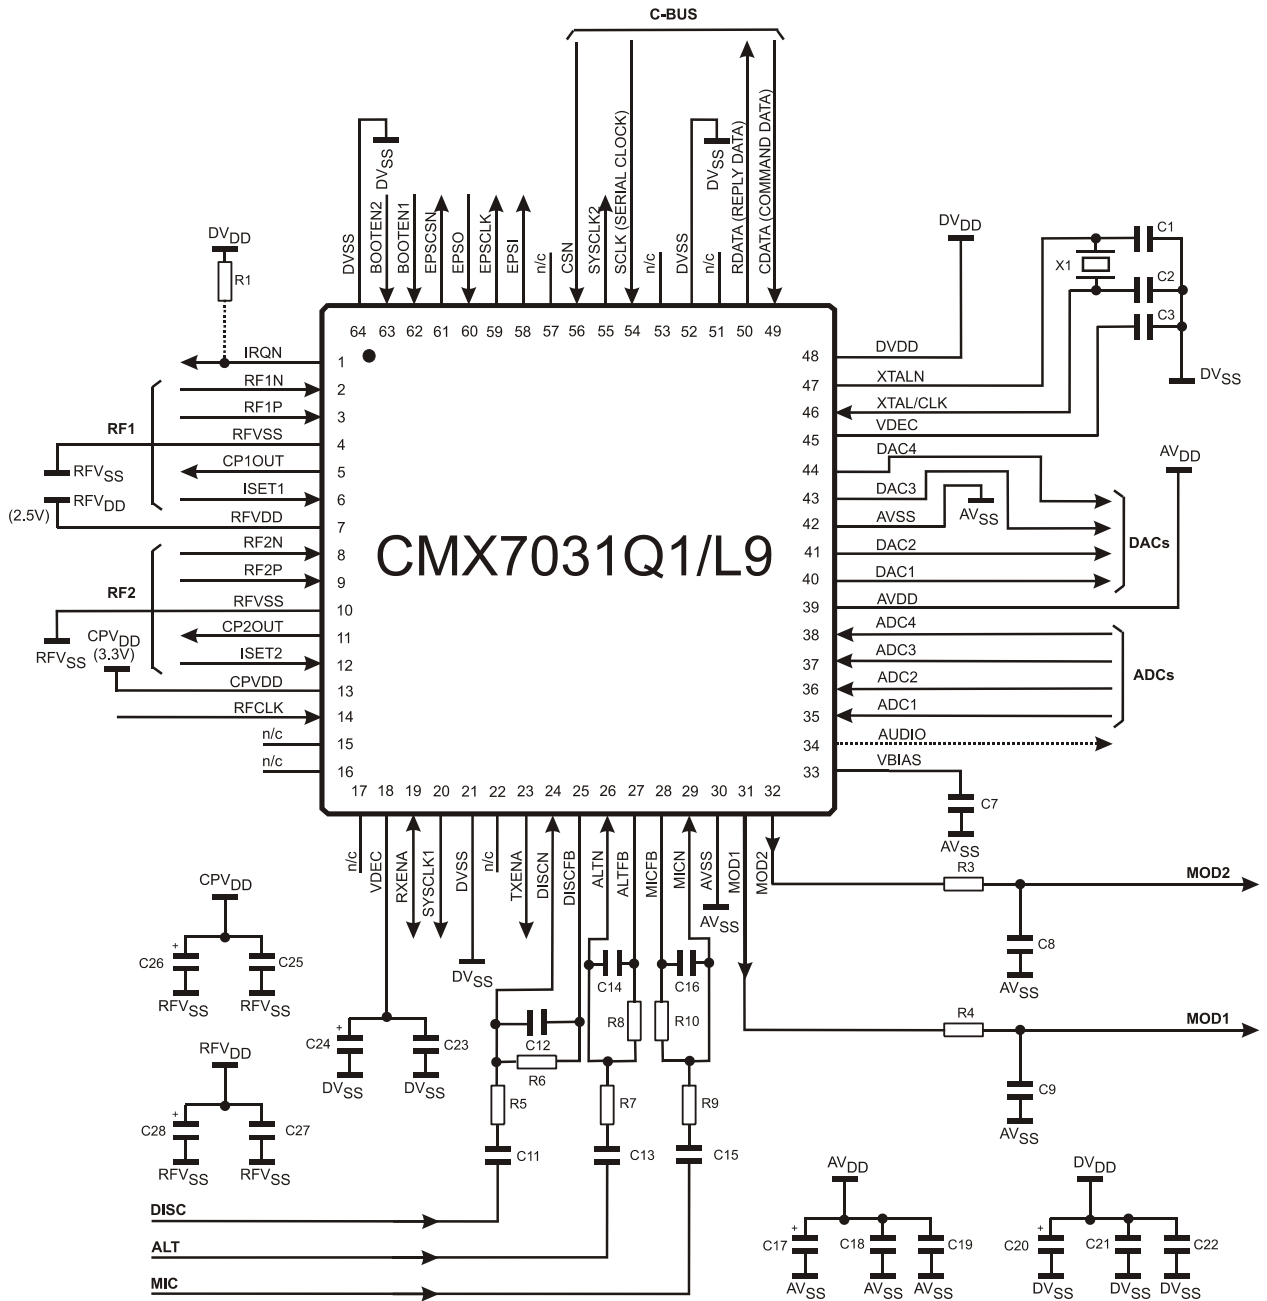 C-BUS
DVSS
BOOTEN2
BOOTEN1
EPSCSN
EPSO
EPSCLK
EPSI
n/c
CSN
SYSCLK2
SCLK (SERIAL CLOCK)
n/c
DVSS
n/c
RDATA (REPLY DATA)
CDATA (COMMAND DATA)
DVSS
DVSS
64 63 62 61 60 59 58 57 56 55 54 53 52 51 50 49
DVDD
R1
IRQN 1
RF1
RF1N 2
RF1P 3
RFVSS 4
RFVSS
CP1OUT 5
ISET1 6
RFVDD
(2.5V)
RFVDD 7
RF2
RF2N 8
RF2P 9
RFVSS 10
RFVSS
CP2OUT 11
ISET2 12
CPVDD
(3.3V)
CPVDD 13
RFCLK 14
n/c 15
n/c 16
CMX7031Q1/L9
DVDD
C1
X1
C2
C3
DVSS
48 DVDD
47 XTALN
46 XTAL/CLK
45 VDEC
44 DAC4
43 DAC3
42 AVSS
AVSS
AVDD
41 DAC2
40 DAC1
DACs
39 AVDD
38 ADC4
37 ADC3
36 ADC2
35 ADC1
ADCs
34 AUDIO
33 VBIAS
C7
AVSS
17 18 19 20 21 22 23 24 25 26 27 28 29 30 31 32
n/c
VDEC
RXENA
SYSCLK1
DVSS
n/c
TXENA
DISCN
DISCFB
ALTN
ALTFB
MICFB
MICN
AVSS
MOD1
MOD2
R3
MOD2
C8
AVSS
AVSS
DVSS
R4
MOD1
C9
AVSS
CPVDD
+
C26
C25
RFVSS
RFVSS
+
C24
C23
DVSS
DVSS
RFVDD
+
C28
C27
RFVSS
RFVSS
C14
C16
R8
R10
C12
R6
R5
R7
R9
C11
C13
C15
DISC
ALT
MIC
AVDD
+
C17
C18
C19
AVSS
AVSS
AVSS
DVDD
+
C20
C21
C22
DVSS
DVSS
DVSS